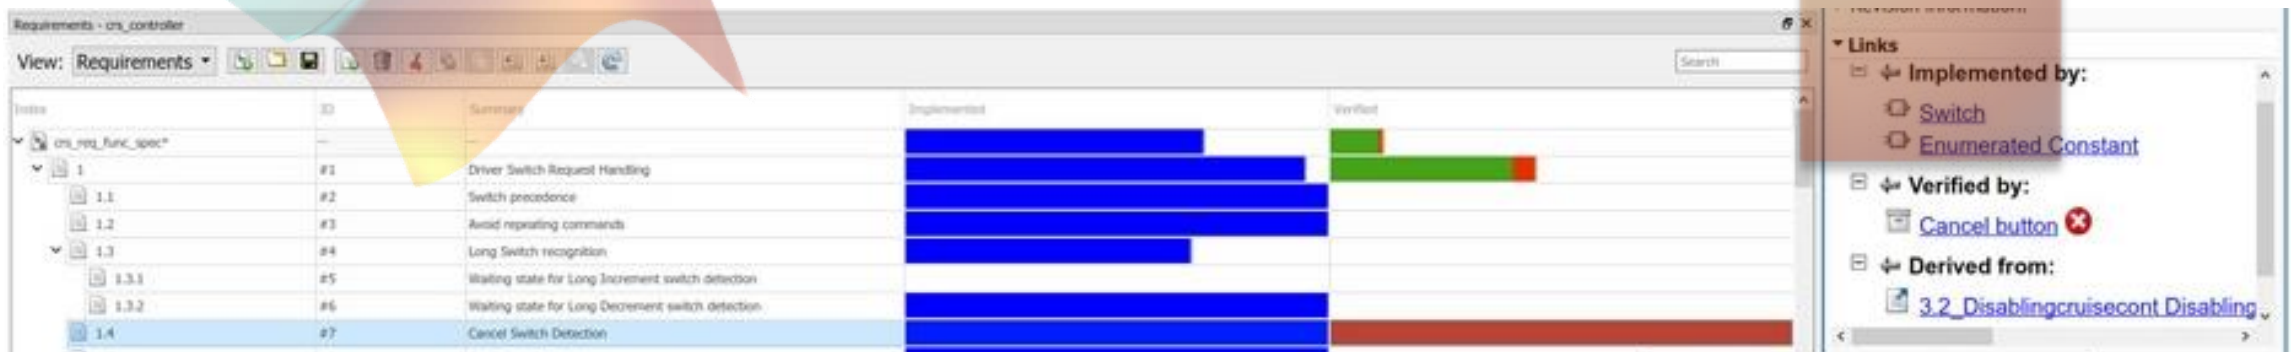 Requirements - crs_controller
View: Requirements
Search
Index ID Summary Implemented Verified
crs_req_func_spec*
1 #1 Driver Switch Request Handling
1.1 #2 Switch precedence
1.2 #3 Avoid repeating commands
1.3 #4 Long Switch recognition
1.3.1 #5 Waiting state for Long Increment switch detection
1.3.2 #6 Waiting state for Long Decrement switch detection
1.4 #7 Cancel Switch Detection
Revision information:
Links
Implemented by:
Switch
Enumerated Constant
Verified by:
Cancel button
Derived from:
3.2_Disablingcruisecont Disabling